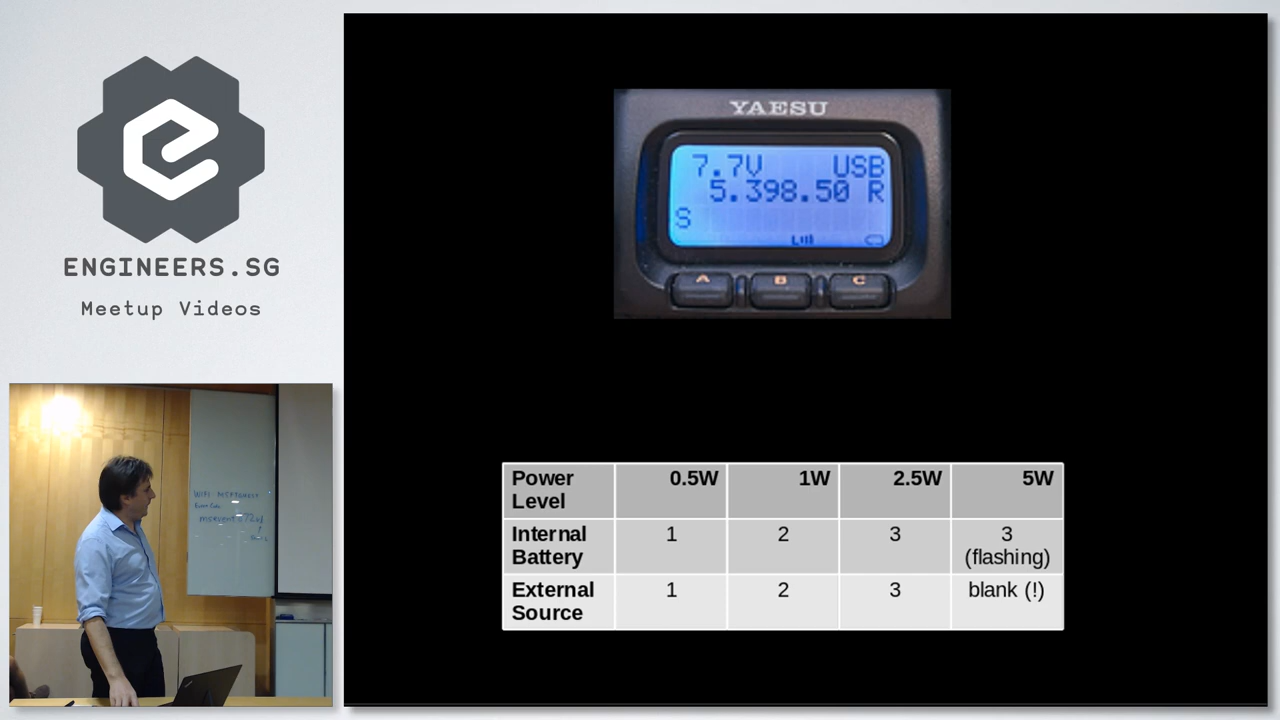 ENGINEERS.SG
Meetup Videos
YAESU
7.7V USB
5.398.50 R
S
A B C
Power Level 0.5W 1W 2.5W 5W
Internal Battery 1 2 3 3 (flashing)
External Source 1 2 3 blank (!)